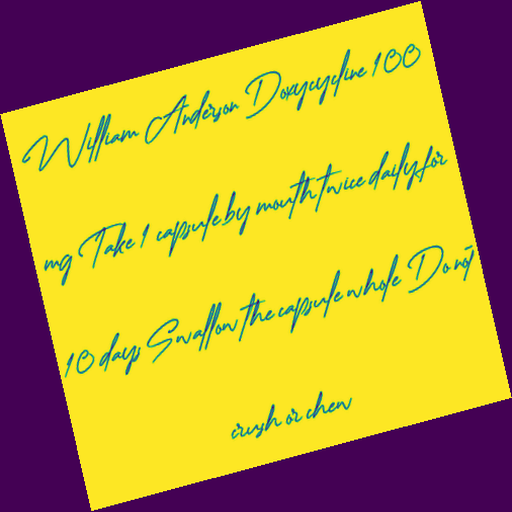 William Anderson Doxycycline 100
mg Take 1 capsule by mouth twice daily for
10 days Swallow the capsule whole Do not
crush or chew